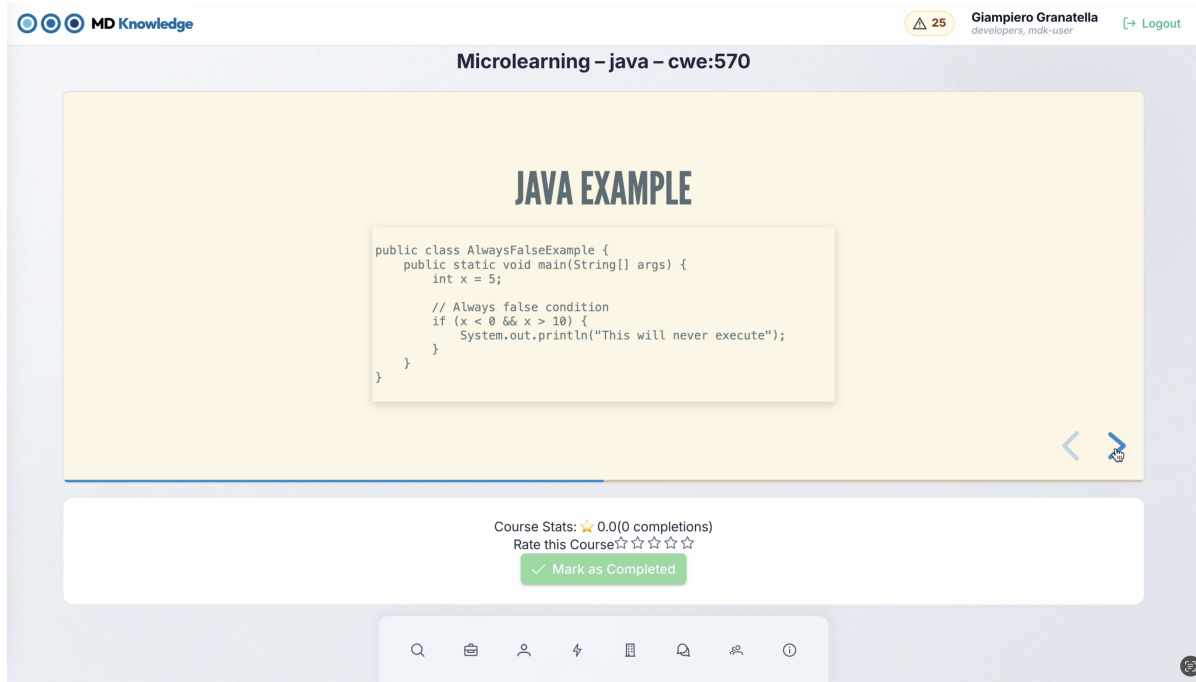 MD Knowledge
25
Giampiero Granatella
developers, mdk-user
Logout
Microlearning – java – cwe:570
JAVA EXAMPLE
public class AlwaysFalseExample {
    public static void main(String[] args) {
        int x = 5;
        // Always false condition
        if (x < 0 && x > 10) {
            System.out.println("This will never execute");
        }
    }
}
Course Stats: ⭐ 0.0(0 completions)
Rate this Course
Mark as Completed